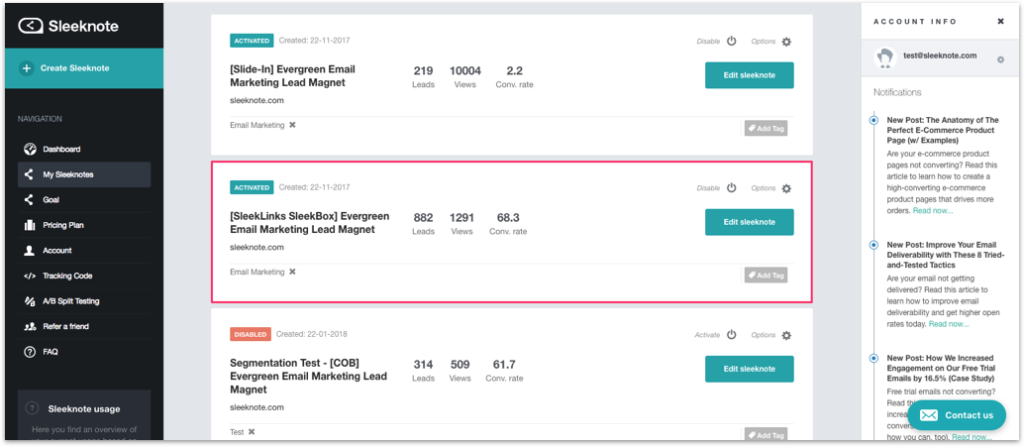 Sleeknote
Create Sleeknote
NAVIGATION
Dashboard
My Sleeknotes
Goal
Pricing Plan
Account
Tracking Code
A/B Split Testing
Refer a friend
FAQ
Sleeknote usage
Here you find an overview of
ACTIVATED Created: 22-11-2017 Disable Options
[Slide-In] Evergreen Email
Marketing Lead Magnet
sleeknote.com
219 10004 2.2
Leads Views Conv. rate
Edit sleeknote
Email Marketing ✖ Add Tag
ACTIVATED Created: 22-11-2017 Disable Options
[SleekLinks SleekBox] Evergreen
Email Marketing Lead Magnet
sleeknote.com
882 1291 68.3
Leads Views Conv. rate
Edit sleeknote
Email Marketing ✖ Add Tag
DISABLED Created: 22-01-2018 Activate Options
Segmentation Test - [COB]
Evergreen Email Marketing Lead
Magnet
sleeknote.com
314 509 61.7
Leads Views Conv. rate
Edit sleeknote
Test ✖ Add Tag
ACCOUNT INFO ✖
test@sleeknote.com
Notifications
New Post: The Anatomy of The
Perfect E-Commerce Product
Page (w/ Examples)
Are your e-commerce product
pages not converting? Read this
article to learn how to create a
high-converting e-commerce
product pages that drives more
orders. Read now...
New Post: Improve Your Email
Deliverability with These 8 Tried-
and-Tested Tactics
Are your email not getting
delivered? Read this article to
learn how to improve email
deliverability and get higher open
rates today. Read now...
New Post: How We Increased
Engagement on Our Free Trial
Emails by 16.5% (Case Study)
Free trial emails not converting?
Read
increa
conver
how you can, too!. Read now...
Contact us